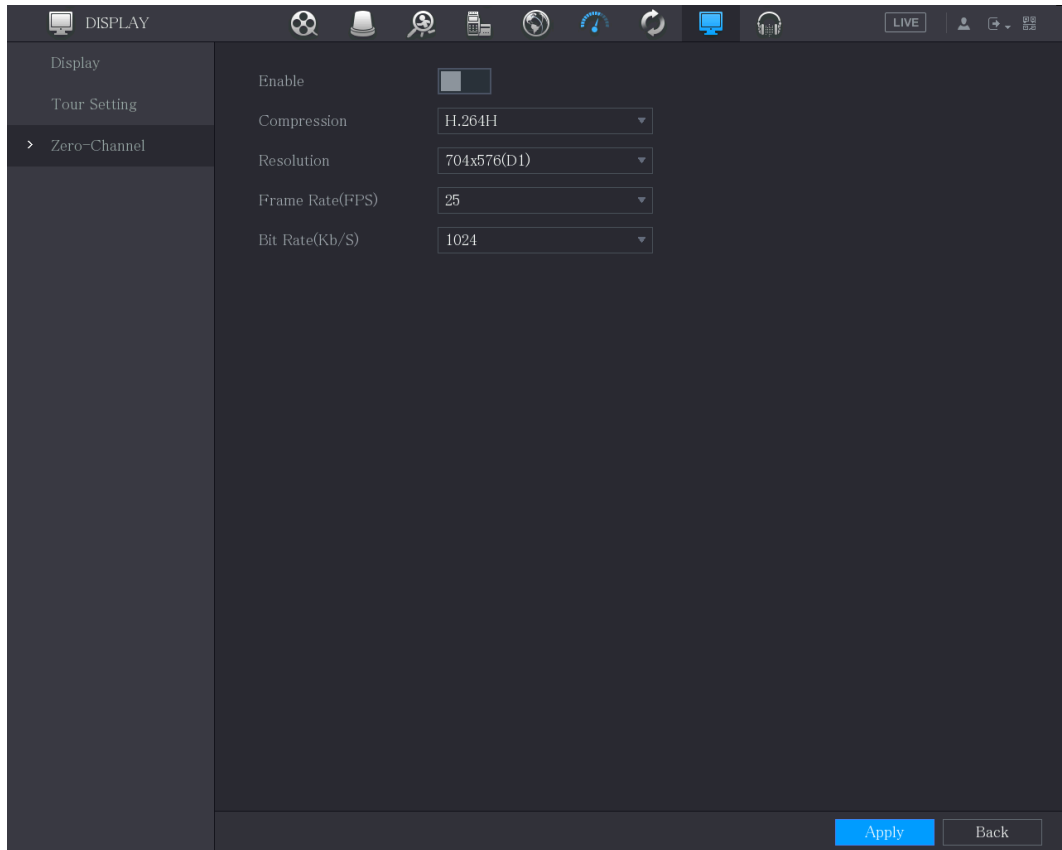 DISPLAY
LIVE
Display
Tour Setting
Zero-Channel
Enable
Compression H.264H
Resolution 704x576(D1)
Frame Rate(FPS) 25
Bit Rate(Kb/S) 1024
Apply Back